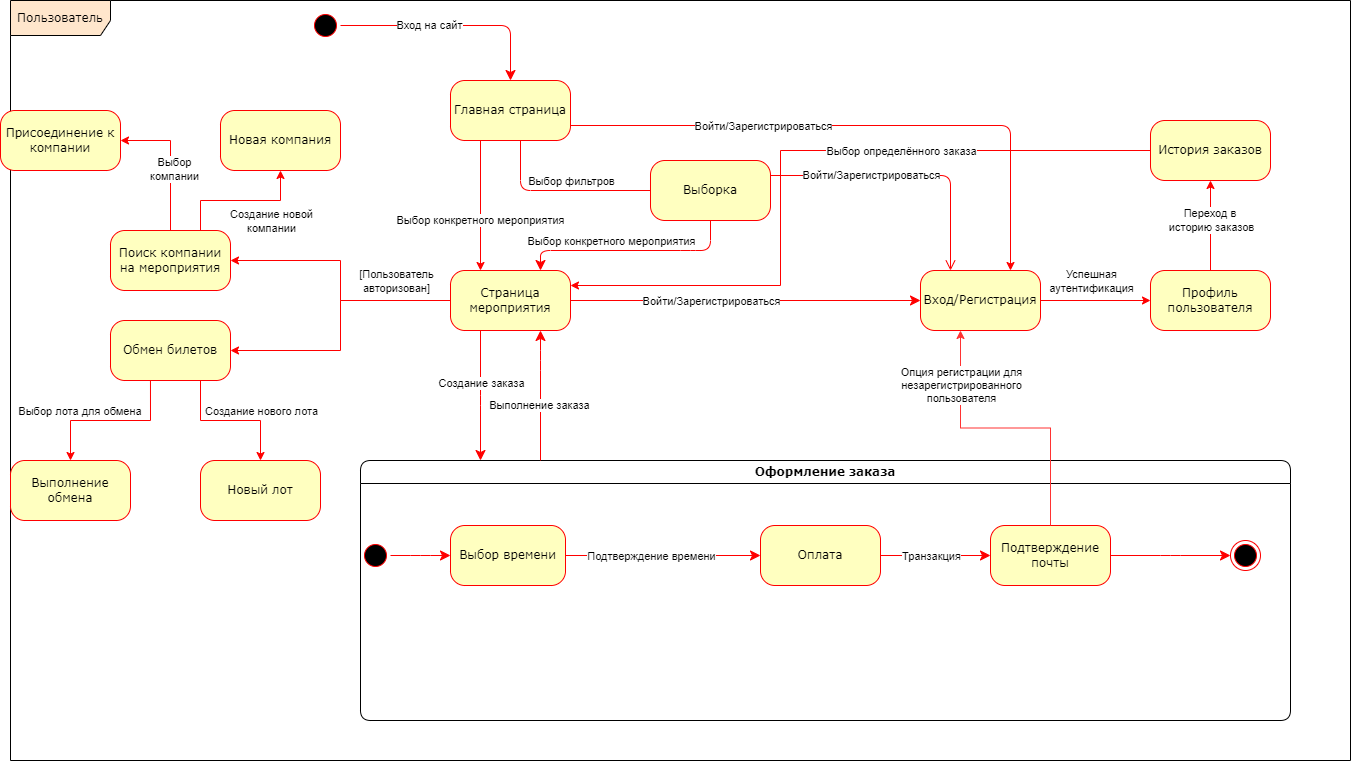 Пользователь
Вход на сайт
Главная страница
Войти/Зарегистрироваться
Присоединение к
компании
Новая компания
Выбор
компании
Выбор определённого заказа
История заказов
Выбор фильтров
Выборка
Войти/Зарегистрироваться
Создание новой
компании
Выбор конкретного мероприятия
Переход в
историю заказов
Выбор конкретного мероприятия
Поиск компании
на мероприятия
[Пользователь
авторизован]
Страница
мероприятия
Войти/Зарегистрироваться
Вход/Регистрация
Успешная
аутентификация
Профиль
пользователя
Обмен билетов
Создание заказа
Выполнение заказа
Опция регистрации для
незарегистрированного
пользователя
Выбор лота для обмена
Создание нового лота
Выполнение
обмена
Новый лот
Оформление заказа
Выбор времени
Подтверждение времени
Оплата
Транзакция
Подтверждение
почты